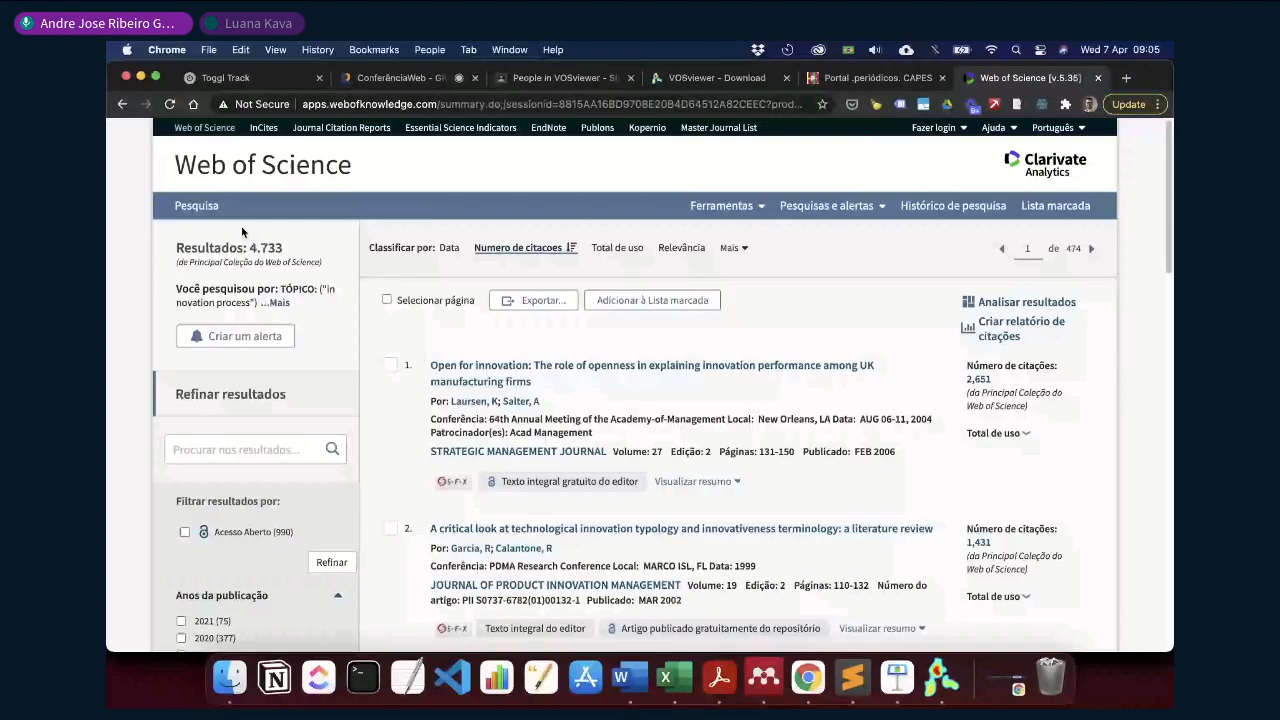 Andre Jose Ribeiro G...
Luana Kava
Chrome File Edit View History Bookmarks People Tab Window Help
Wed 7 Apr 09:05
Toggl Track
ConferênciaWeb - GI
People in VOSviewer - S
VOSviewer - Download
Portal .periódicos. CAPES
Web of Science [v.5.35]
Not Secure
apps.webofknowledge.com/summary.do;jsessionid=8815AA16BD9708E20B4D64512A82CEEC?prod...
Update
Web of Science InCites Journal Citation Reports Essential Science Indicators EndNote Publons Kopernio Master Journal List
Fazer login Ajuda Português
Web of Science
Clarivate
Analytics
Pesquisa
Ferramentas Pesquisas e alertas Histórico de pesquisa Lista marcada
Resultados: 4.733
(de Principal Coleção do Web of Science)
Você pesquisou por: TÓPICO: ("in
novation process") ...Mais
Criar um alerta
Refinar resultados
Procurar nos resultados...
Filtrar resultados por:
Acesso Aberto (990)
Refinar
Anos da publicação
2021 (75)
2020 (377)
Classificar por: Data Numero de citacoes Total de uso Relevância Mais
1 de 474
Selecionar página
Exportar...
Adicionar à Lista marcada
Analisar resultados
Criar relatório de
citações
1.
Open for innovation: The role of openness in explaining innovation performance among UK
manufacturing firms
Por: Laursen, K; Salter, A
Conferência: 64th Annual Meeting of the Academy-of-Management Local: New Orleans, LA Data: AUG 06-11, 2004
Patrocinador(es): Acad Management
STRATEGIC MANAGEMENT JOURNAL Volume: 27 Edição: 2 Páginas: 131-150 Publicado: FEB 2006
S-F-X Texto integral gratuito do editor Visualizar resumo
Número de citações:
2,651
(da Principal Coleção do
Web of Science)
Total de uso
2.
A critical look at technological innovation typology and innovativeness terminology: a literature review
Por: Garcia, R; Calantone, R
Conferência: PDMA Research Conference Local: MARCO ISL, FL Data: 1999
JOURNAL OF PRODUCT INNOVATION MANAGEMENT Volume: 19 Edição: 2 Páginas: 110-132 Número do
artigo: PII S0737-6782(01)00132-1 Publicado: MAR 2002
S-F-X Texto integral do editor Artigo publicado gratuitamente do repositório Visualizar resumo
Número de citações:
1,431
(da Principal Coleção do
Web of Science)
Total de uso